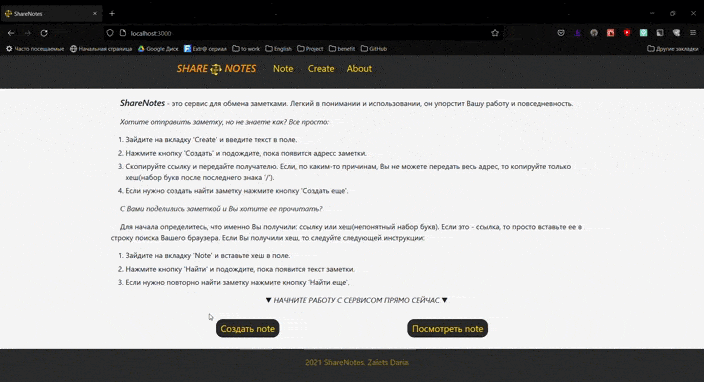 ShareNotes
localhost:3000
Часто посещаемые
Начальная страница
Google Диск
Extr@ сериал
to work
English
Project
benefit
GitHub
Другие закладки
SHARE NOTES Note Create About
ShareNotes - это сервис для обмена заметками. Легкий в понимании и использовании, он упорстит Вашу работу и повседневность.
Хотите отправить заметку, но не знаете как? Все просто:
1. Зайдите на вкладку 'Create' и введите текст в поле.
2. Нажмите кнопку 'Создать' и подождите, пока появится адресс заметки.
3. Скопируйте ссылку и передайте получателю. Если, по каким-то причинам, Вы не можете передать весь адрес, то копируйте только
хеш(набор букв после последнего знака '/').
4. Если нужно создать найти заметку нажмите кнопку 'Создать еще'.
С Вами поделились заметкой и Вы хотите ее прочитать?
Для начала определитесь, что именно Вы получили: ссылку или хеш(непонятный набор букв). Если это - ссылка, то просто вставьте ее в
строку поиска Вашего браузера. Если Вы получили хеш, то следуйте следующей инструкции:
1. Зайдите на вкладку 'Note' и вставьте хеш в поле.
2. Нажмите кнопку 'Найти' и подождите, пока появится текст заметки.
3. Если нужно повторно найти заметку нажмите кнопку 'Найти еще'.
▼ НАЧНИТЕ РАБОТУ С СЕРВИСОМ ПРЯМО СЕЙЧАС ▼
Создать note
Посмотреть note
2021 ShareNotes. Zaints Dania.